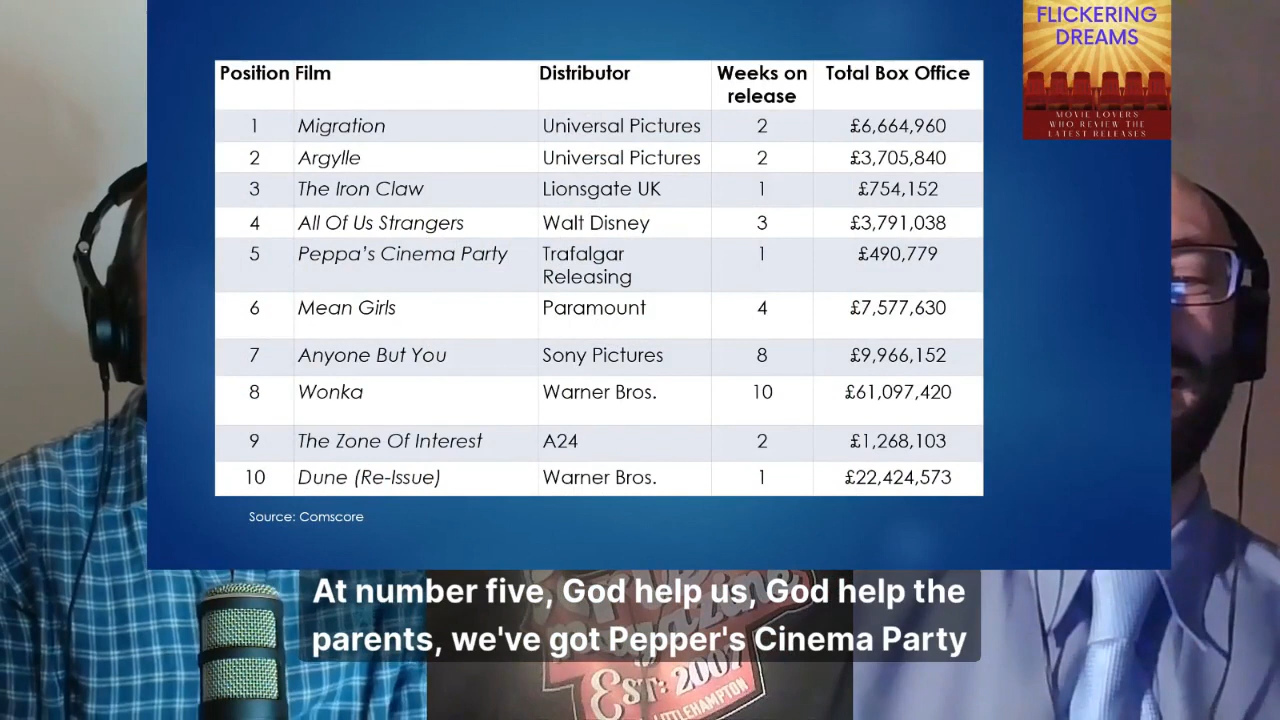 FLICKERING
DREAMS
MOVIE LOVERS
WHO REVIEW THE
LATEST RELEASES
Position Film Distributor Weeks on release Total Box Office
1 Migration Universal Pictures 2 £6,664,960
2 Argylle Universal Pictures 2 £3,705,840
3 The Iron Claw Lionsgate UK 1 £754,152
4 All Of Us Strangers Walt Disney 3 £3,791,038
5 Peppa's Cinema Party Trafalgar Releasing 1 £490,779
6 Mean Girls Paramount 4 £7,577,630
7 Anyone But You Sony Pictures 8 £9,966,152
8 Wonka Warner Bros. 10 £61,097,420
9 The Zone Of Interest A24 2 £1,268,103
10 Dune (Re-Issue) Warner Bros. 1 £22,424,573
Source: Comscore
At number five, God help us, God help the
parents, we've got Pepper's Cinema Party
EST: 2007
LITTLEHAMPTON